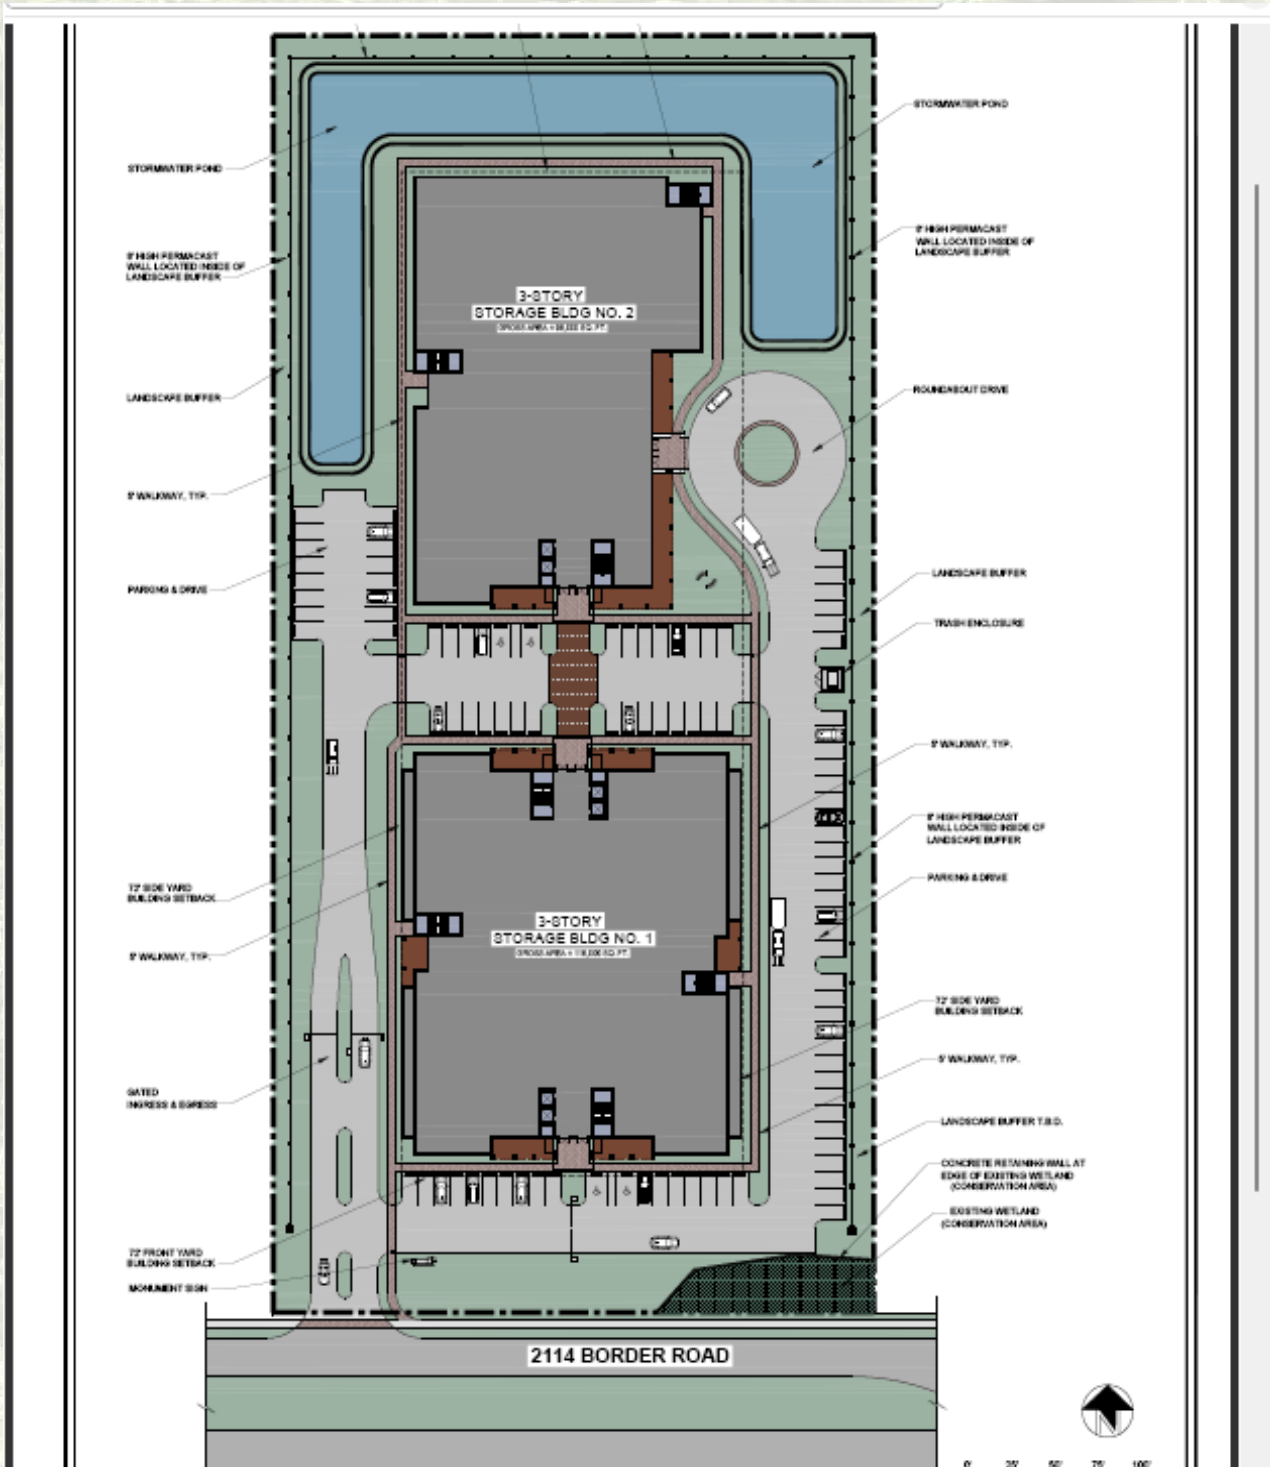 STORMWATER POND
STORMWATER POND
8' HIGH PERMACAST
WALL LOCATED INSIDE OF
LANDSCAPE BUFFER
8' HIGH PERMACAST
WALL LOCATED INSIDE OF
LANDSCAPE BUFFER
3-STORY
STORAGE BLDG NO. 2
LANDSCAPE BUFFER
ROUNDABOUT DRIVE
5' WALKWAY, TYP.
PARKING & DRIVE
LANDSCAPE BUFFER
TRASH ENCLOSURE
5' WALKWAY, TYP.
8' HIGH PERMACAST
WALL LOCATED INSIDE OF
LANDSCAPE BUFFER
72' SIDE YARD
BUILDING SETBACK
PARKING & DRIVE
3-STORY
STORAGE BLDG NO. 1
5' WALKWAY, TYP.
72' SIDE YARD
BUILDING SETBACK
5' WALKWAY, TYP.
GATED
INGRESS & EGRESS
LANDSCAPE BUFFER T.B.D.
CONCRETE RETAINING WALL AT
EDGE OF EXISTING WETLAND
(CONSERVATION AREA)
EXISTING WETLAND
(CONSERVATION AREA)
72' FRONT YARD
BUILDING SETBACK
MONUMENT SIGN
2114 BORDER ROAD
N
0' 25' 50' 75' 100'